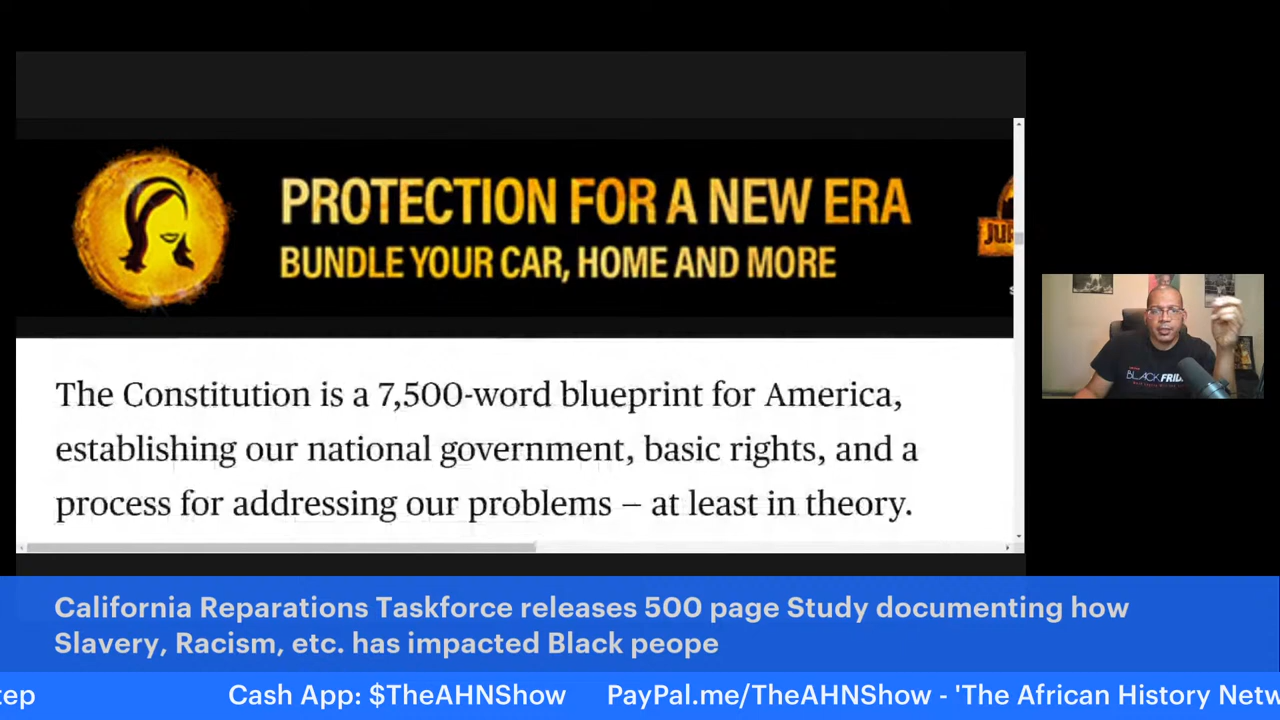 PROTECTION FOR A NEW ERA
BUNDLE YOUR CAR, HOME AND MORE
The Constitution is a 7,500-word blueprint for America,
establishing our national government, basic rights, and a
process for addressing our problems – at least in theory.
BLACK
California Reparations Taskforce releases 500 page Study documenting how
Slavery, Racism, etc. has impacted Black peope
tep Cash App: $TheAHNShow PayPal.me/TheAHNShow - 'The African History Netw